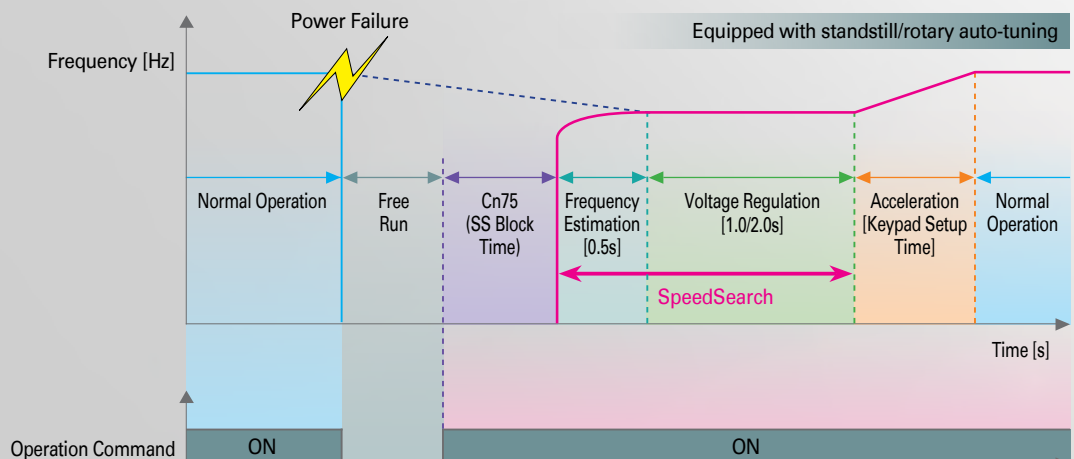 Power Failure
Equipped with standstill/rotary auto-tuning
Frequency [Hz]
Normal Operation
Free
Run
Cn75
(SS Block
Time)
Frequency
Estimation
[0.5s]
Voltage Regulation
[1.0/2.0s]
Acceleration
[Keypad Setup
Time]
Normal
Operation
SpeedSearch
Time [s]
Operation Command
ON
ON